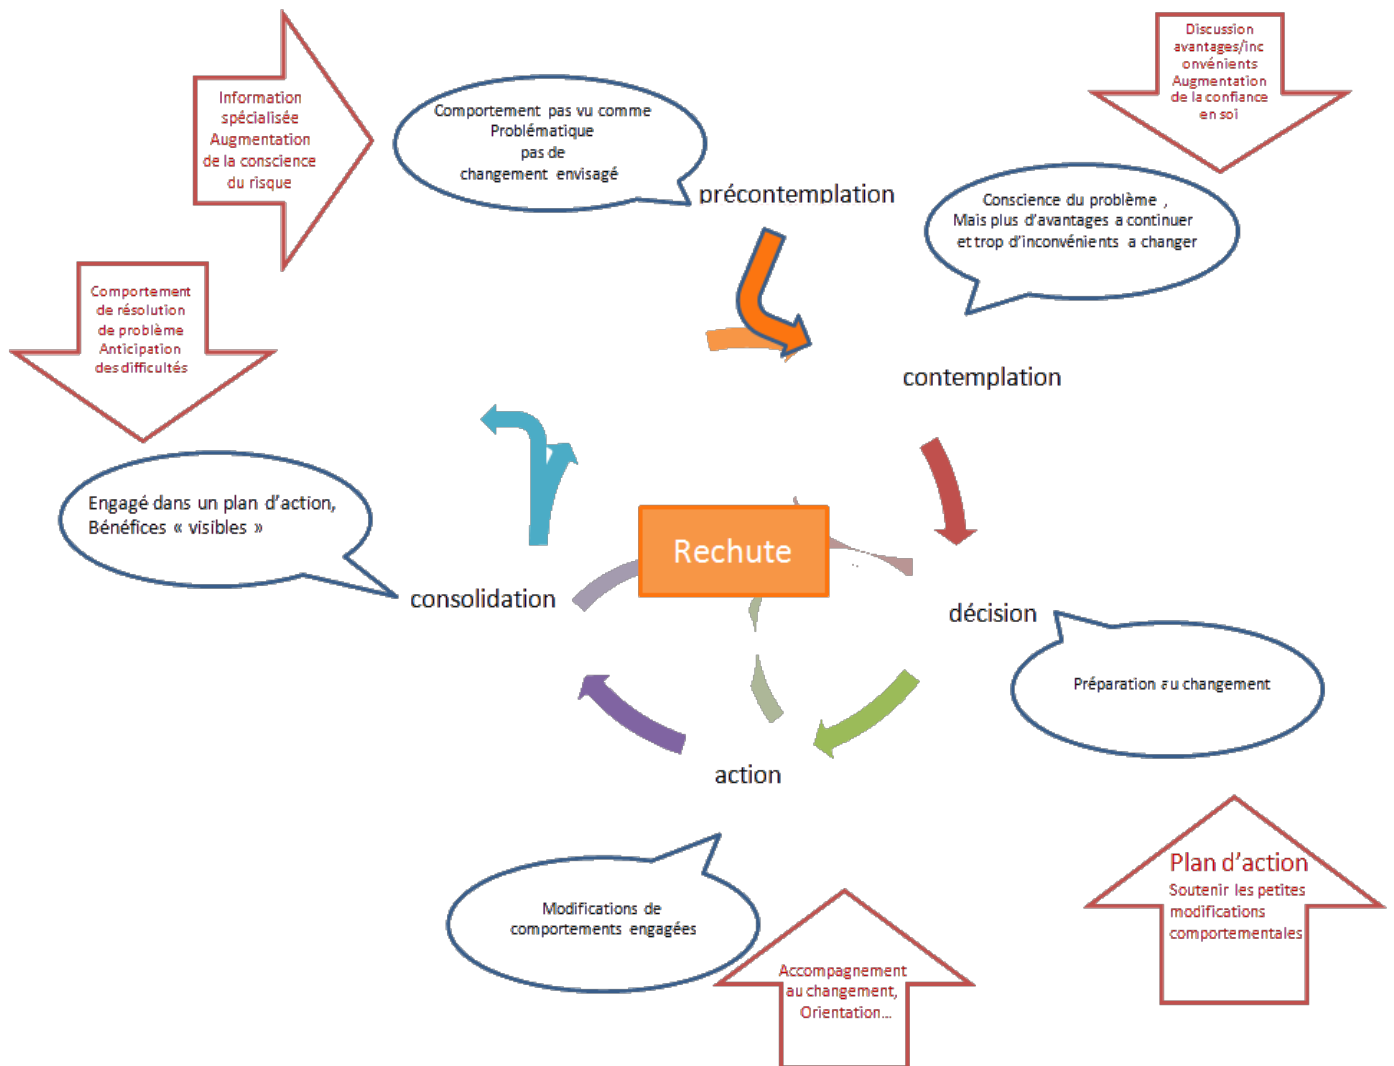 Information
spécialisée
Augmentation
de la conscience
du risque
Comportement pas vu comme
Problématique
pas de
changement envisagé
précontemplation
Discussion
avantages/inc
onvénients
Augmentation
de la confiance
en soi
Conscience du problème ,
Mais plus d'avantages a continuer
et trop d'inconvénients a changer
contemplation
Comportement
de résolution
de problème
Anticipation
des difficultés
Engagé dans un plan d'action,
Bénéfices « visibles »
consolidation
Rechute
décision
Préparation au changement
action
Modifications de
comportements engagées
Accompagnement
au changement,
Orientation...
Plan d'action
Soutenir les petites
modifications
comportementales